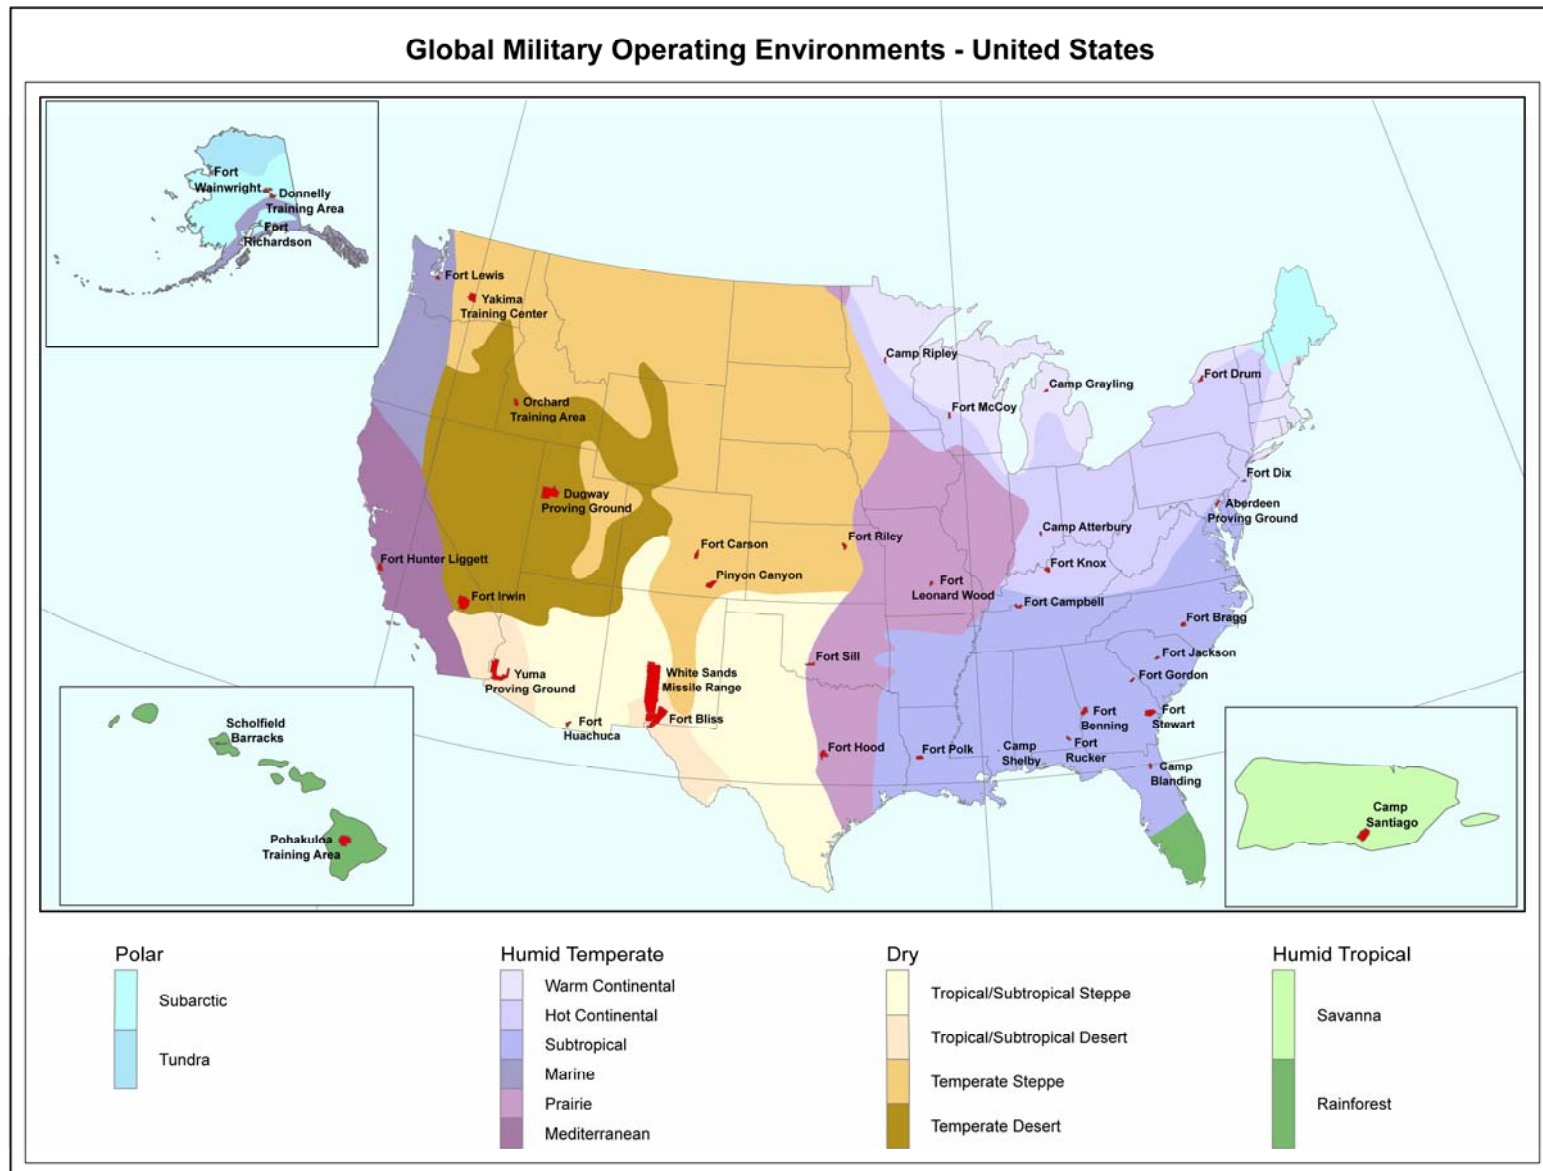 Global Military Operating Environments - United States
Fort
Wainwright
Donnelly
Training Area
Fort
Richardson
Fort Lewis
Yakima
Training Center
Camp Ripley
Camp Grayling
Fort Drum
Orchard
Training Area
Fort McCoy
Fort Dix
Dugway
Proving Ground
Aberdeen
Proving Ground
Camp Atterbury
Fort Carson
Fort Riley
Fort Hunter Liggett
Fort Knox
Pinyon Canyon
Fort
Leonard Wood
Fort Irwin
Fort Campbell
Fort Bragg
Fort Sill
Fort Jackson
Yuma
Proving Ground
White Sands
Missile Range
Fort Gordon
Fort Bliss
Fort
Huachuca
Fort
Benning
Fort
Stewart
Fort Hood
Fort Polk
Camp
Shelby
Fort
Rucker
Camp
Blanding
Scholfield
Barracks
Pohakuloa
Training Area
Camp
Santiago
Polar
Subarctic
Tundra
Humid Temperate
Warm Continental
Hot Continental
Subtropical
Marine
Prairie
Mediterranean
Dry
Tropical/Subtropical Steppe
Tropical/Subtropical Desert
Temperate Steppe
Temperate Desert
Humid Tropical
Savanna
Rainforest